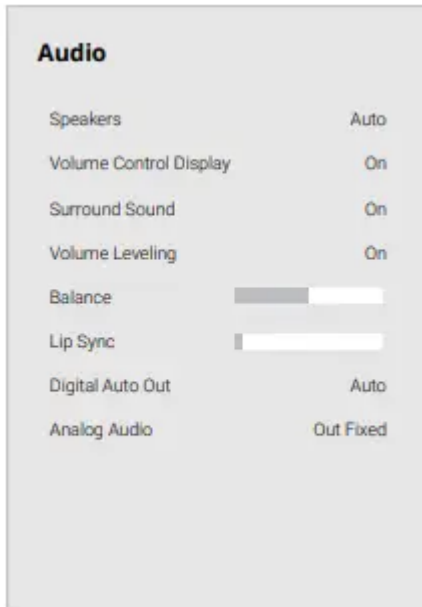 Audio
Speakers Auto
Volume Control Display On
Surround Sound On
Volume Leveling On
Balance
Lip Sync
Digital Auto Out Auto
Analog Audio Out Fixed